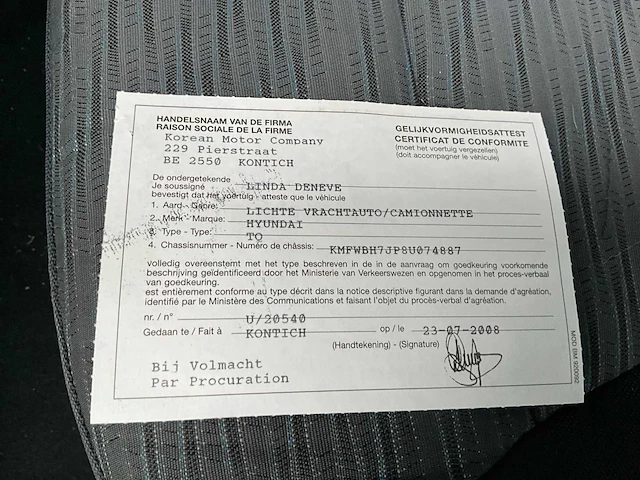 HANDELSNAAM VAN DE FIRMA
RAISON SOCIALE DE LA FIRME
Korean Motor Company
229 Pierstraat
BE 2550 KONTICH
GELIJKVORMIGHEIDSATTEST
CERTIFICAT DE CONFORMITE
(moet het voertuig vergezellen)
(doit accompagner le véhicule)
De ondergetekende
Je soussigné LINDA DENEVE
bevestigt dat het voertuig - atteste que le véhicule
1. Aard - Genre: LICHTE VRACHTAUTO/CAMIONNETTE
2. Merk - Marque: HYUNDAI
3. Type - Type: TQ
4. Chassisnummer - Numéro de châssis: KMFWBH7JP8U074887
volledig overeenstemt met het type beschreven in de in de aanvraag om goedkeuring voorkomende
beschrijving geïdentificeerd door het Ministerie van Verkeerswezen en opgenomen in het proces-verbaal
van goedkeuring.
est entièrement conforme au type décrit dans la notice descriptive figurant dans la demande d'agréation,
identifié par le Ministère des Communications et faisant l'objet du procès-verbal d'agréation.
nr. / n° U/20540
Gedaan te / Fait à KONTICH op / le 23-07-2008
(Handtekening) - (Signature)
Bij Volmacht
Par Procuration